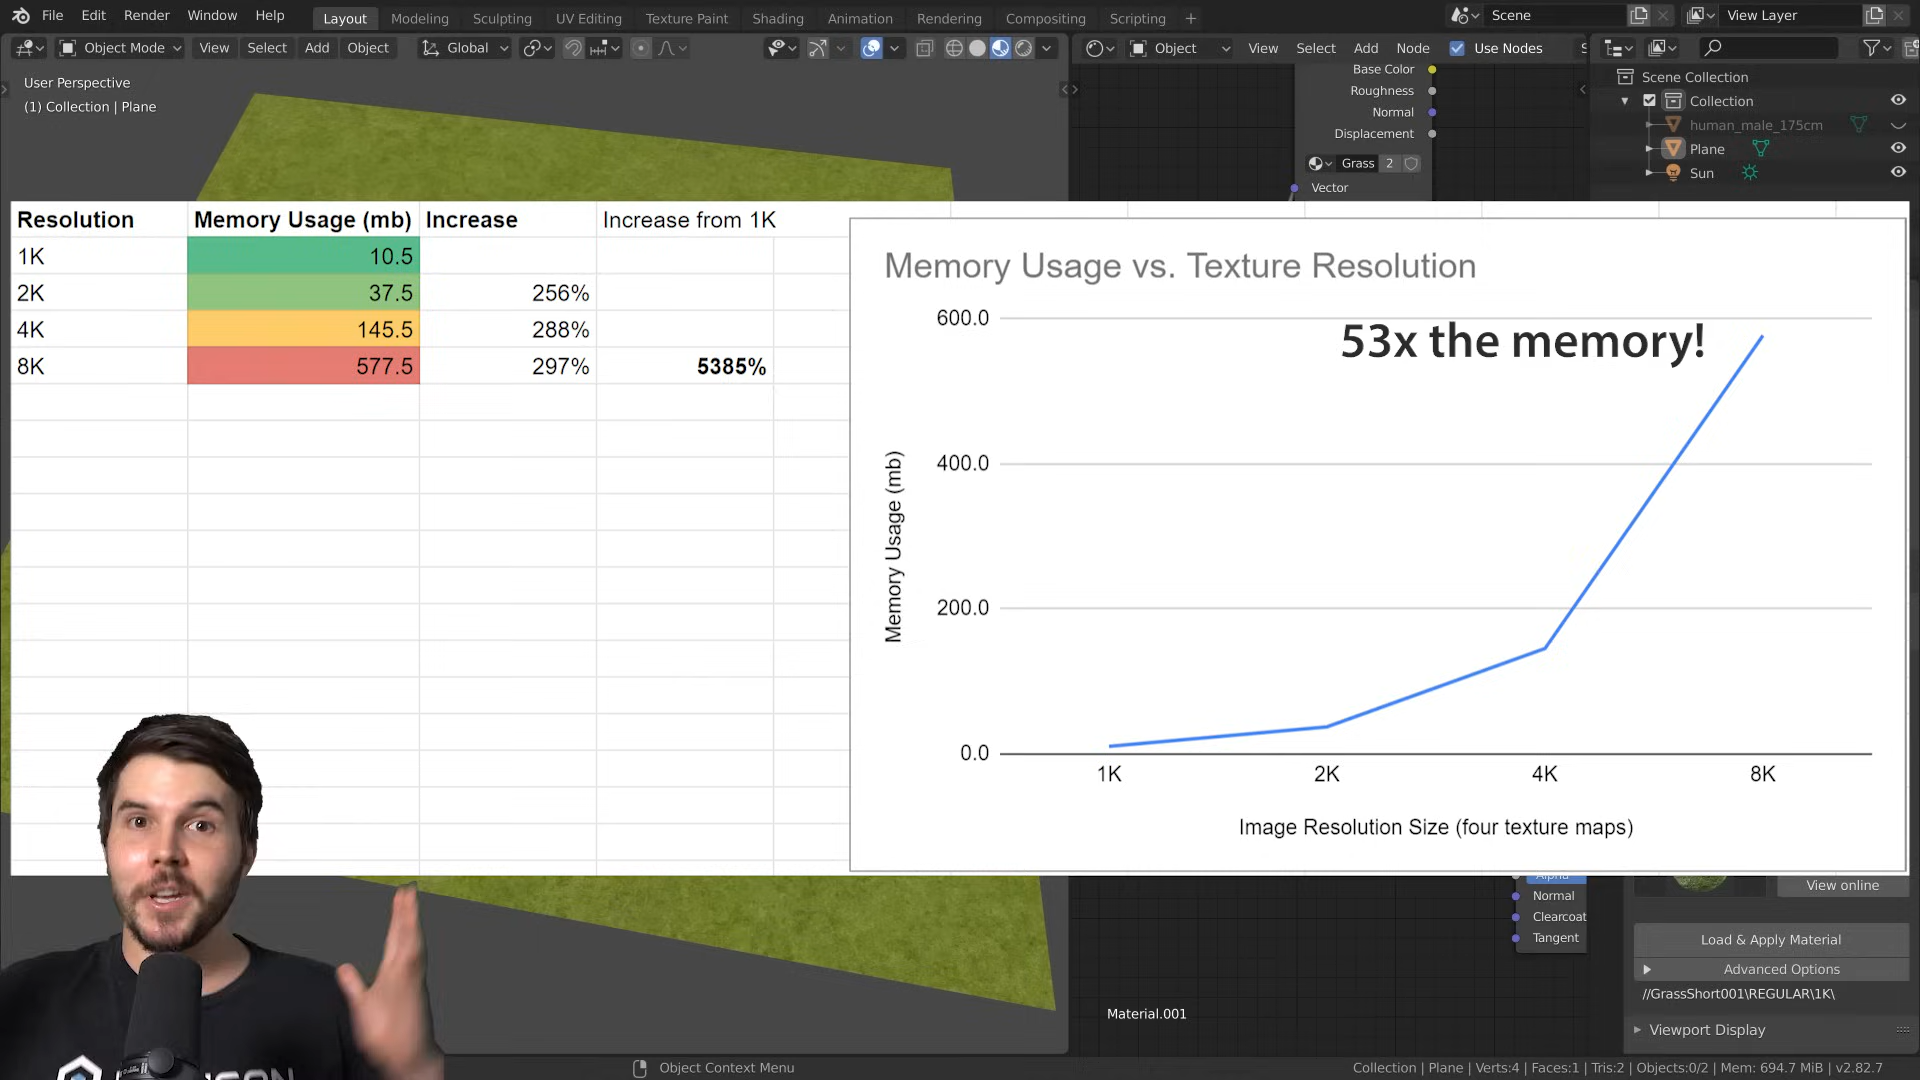 File Edit Render Window Help Layout Modeling Sculpting UV Editing Texture Paint Shading Animation Rendering Compositing Scripting + Scene View Layer
Object Mode View Select Add Object Global Object View Select Add Node Use Nodes S
User Perspective
(1) Collection | Plane
Base Color
Roughness
Normal
Displacement
Grass 2
Vector
Scene Collection
Collection
human_male_175cm
Plane
Sun
Resolution Memory Usage (mb) Increase Increase from 1K
1K 10.5
2K 37.5 256%
4K 145.5 288%
8K 577.5 297% 5385%
Memory Usage vs. Texture Resolution
53x the memory!
600.0
400.0
200.0
0.0
Memory Usage (mb)
1K 2K 4K 8K
Image Resolution Size (four texture maps)
Alpha
Normal
Clearcoat
Tangent
Material.001
View online
Load & Apply Material
Advanced Options
//GrassShort001\REGULAR\1K\
Viewport Display
Object Context Menu
Collection | Plane | Verts:4 | Faces:1 | Tris:2 | Objects:0/2 | Mem: 694.7 MiB | v2.82.7